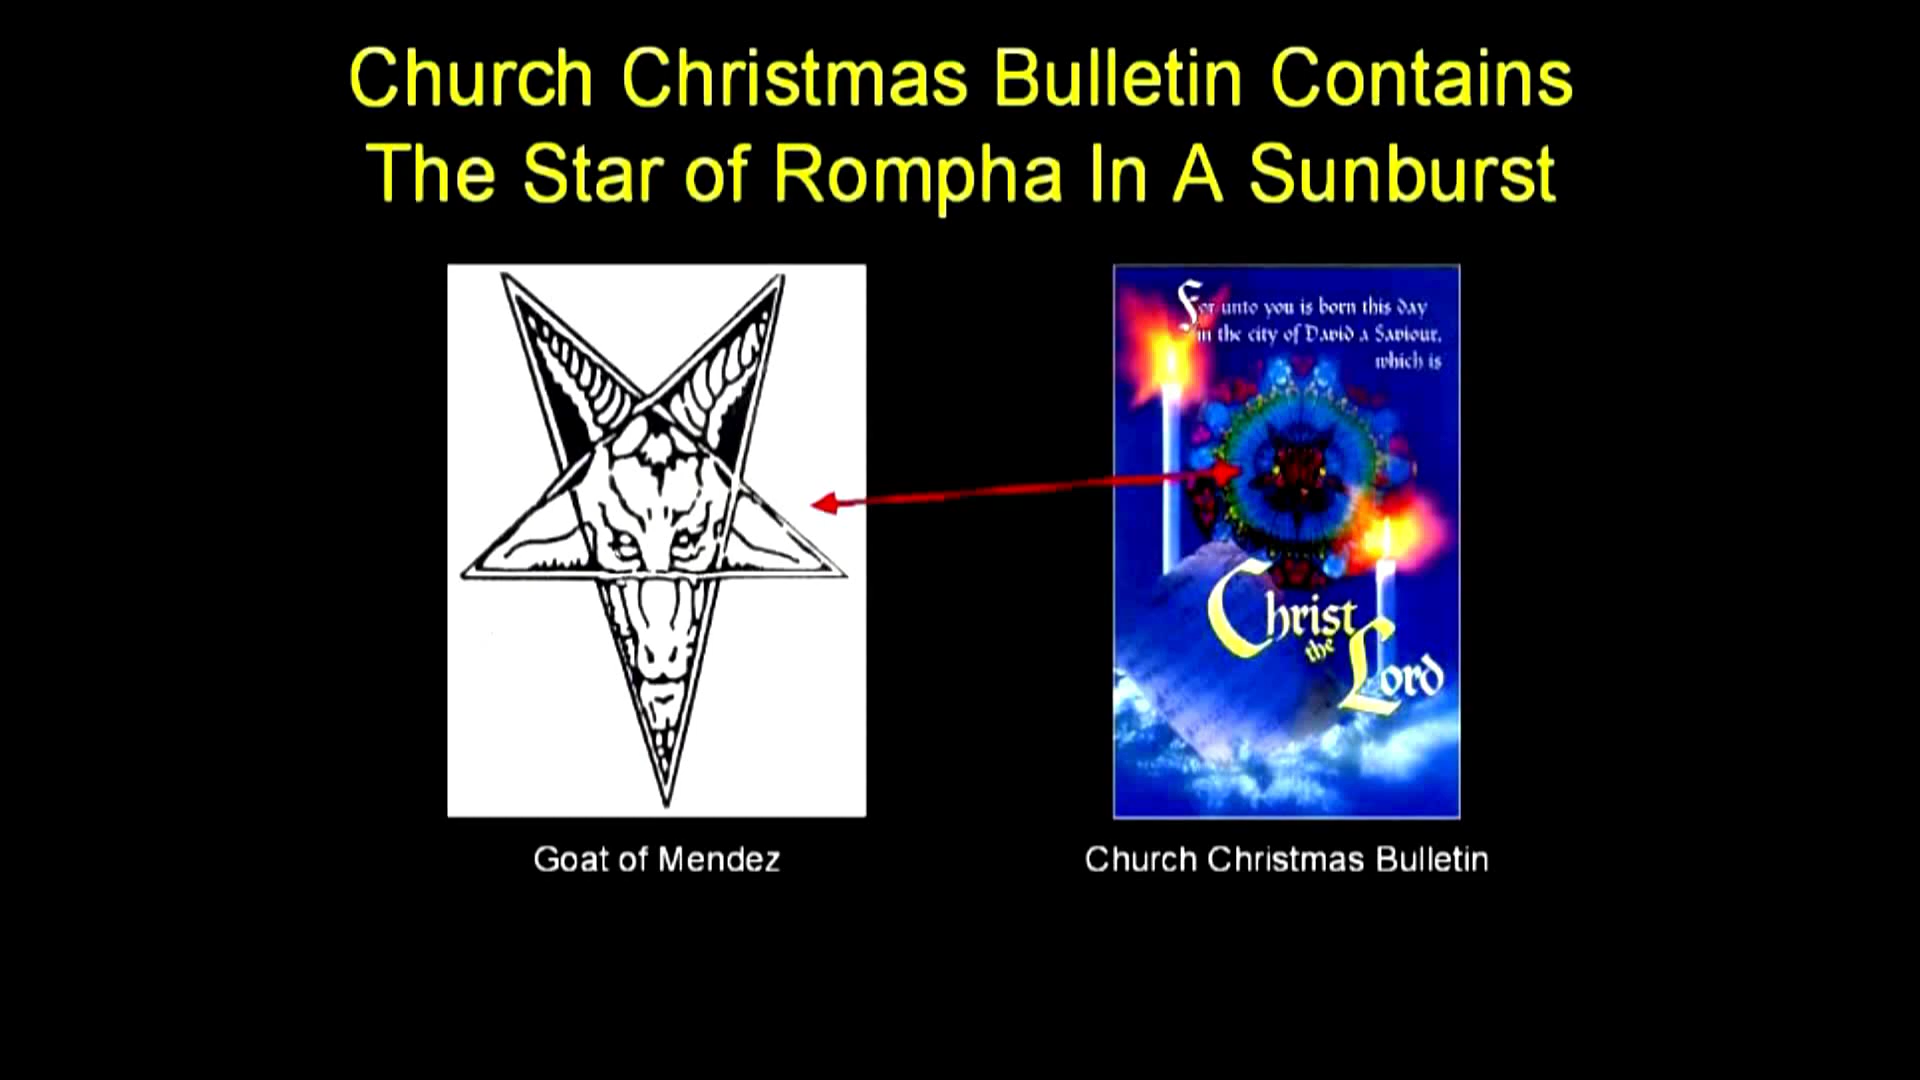 Church Christmas Bulletin Contains
The Star of Rompha In A Sunburst
For unto you is born this day
in the city of David a Saviour,
which is
Christ
the
Lord
Goat of Mendez
Church Christmas Bulletin